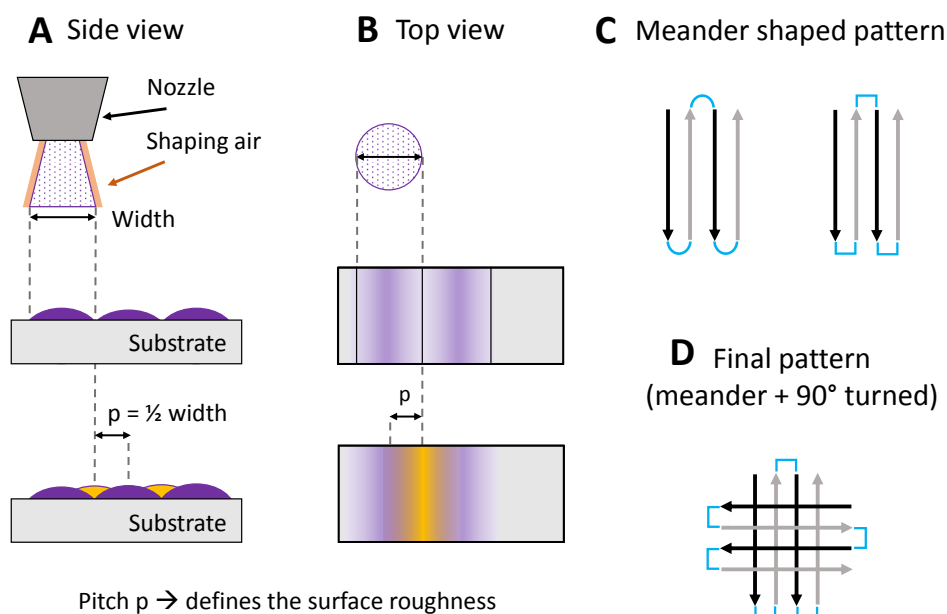 A Side view
Nozzle
Shaping air
Width
Substrate
p = ½ width
Substrate
B Top view
p
C Meander shaped pattern
D Final pattern
(meander + 90° turned)
Pitch p → defines the surface roughness